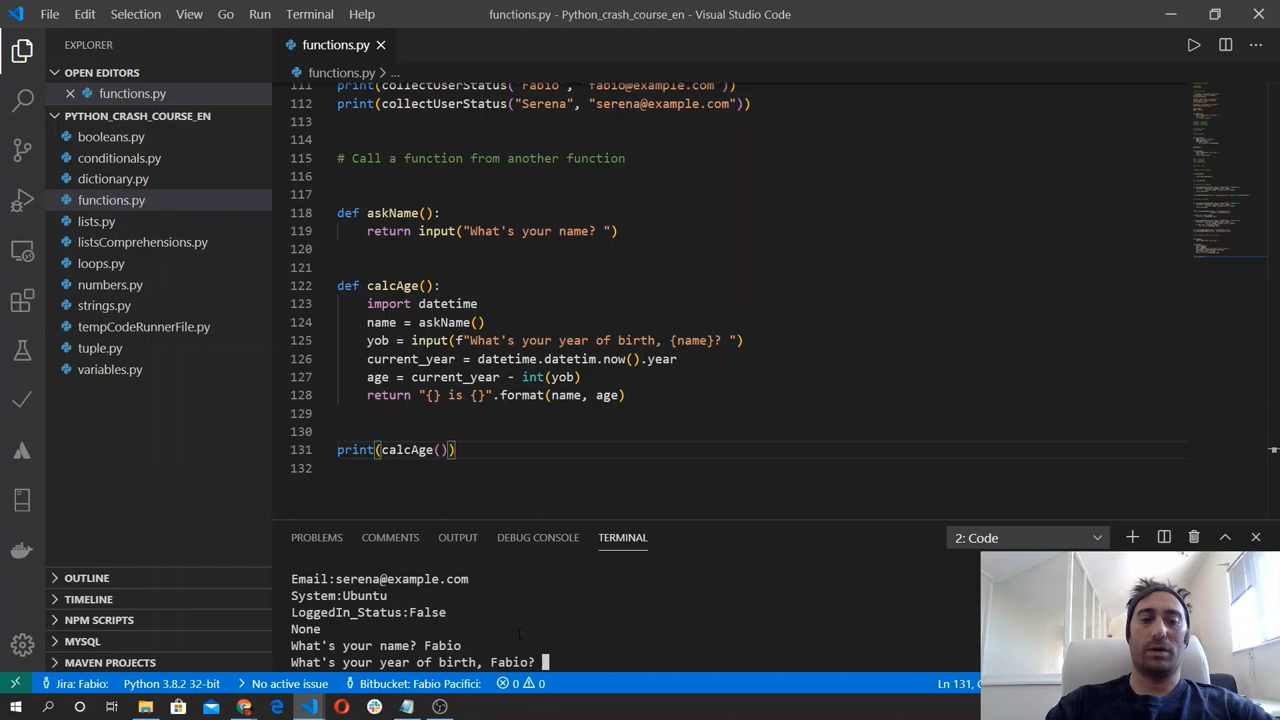 File Edit Selection View Go Run Terminal Help functions.py - Python_crash_course_en - Visual Studio Code
EXPLORER
functions.py
OPEN EDITORS
functions.py > ...
functions.py
PYTHON_CRASH_COURSE_EN
booleans.py
conditionals.py
dictionary.py
functions.py
lists.py
listsComprehensions.py
loops.py
numbers.py
strings.py
tempCodeRunnerFile.py
tuple.py
variables.py
OUTLINE
TIMELINE
NPM SCRIPTS
MYSQL
MAVEN PROJECTS
111 print(collectUserStatus("Fabio", "fabio@example.com"))
112 print(collectUserStatus("Serena", "serena@example.com"))
113
114
115 # Call a function from another function
116
117
118 def askName():
119 return input("What's your name? ")
120
121
122 def calcAge():
123 import datetime
124 name = askName()
125 yob = input(f"What's your year of birth, {name}? ")
126 current_year = datetime.datetim.now().year
127 age = current_year - int(yob)
128 return "{} is {}".format(name, age)
129
130
131 print(calcAge())
132
PROBLEMS COMMENTS OUTPUT DEBUG CONSOLE TERMINAL 2: Code
Email:serena@example.com
System:Ubuntu
LoggedIn_Status:False
None
What's your name? Fabio
What's your year of birth, Fabio?
Jira: Fabio: Python 3.8.2 32-bit No active issue Bitbucket: Fabio Pacifici: 0 0 Ln 131, C